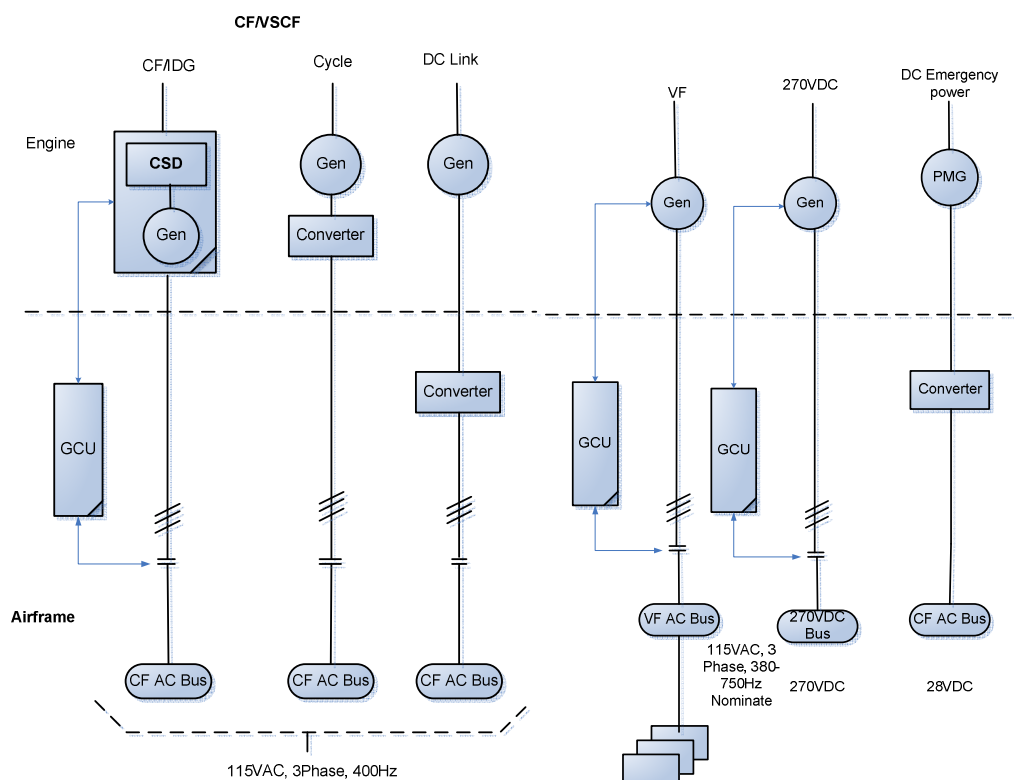 CF/VSCF
CF/IDG
Cycle
DC Link
VF
270VDC
DC Emergency
power
Engine
CSD
Gen
Gen
Converter
Gen
Gen
Gen
PMG
GCU
Converter
GCU
GCU
Converter
Airframe
CF AC Bus
CF AC Bus
CF AC Bus
VF AC Bus
270VDC
Bus
CF AC Bus
115VAC, 3
Phase, 380-
750Hz
Nominate
270VDC
28VDC
115VAC, 3Phase, 400Hz